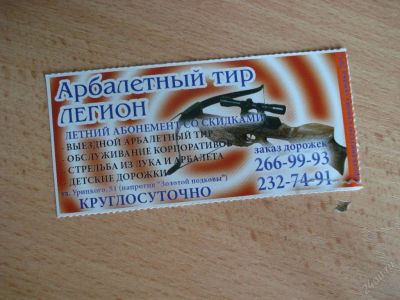 Арбалетный тир
ЛЕГИОН
ЛЕТНИЙ АБОНЕМЕНТ СО СКИДКАМИ
- ВЫЕЗДНОЙ АРБАЛЕТНЫЙ ТИР
- ОБСЛУЖИВАНИЕ КОРПОРАТИВОВ
- СТРЕЛЬБА ИЗ ЛУКА И АРБАЛЕТА
- ДЕТСКИЕ ДОРОЖКИ
ул. Урицкого, 31 (напротив "Золотой подковы")
КРУГЛОСУТОЧНО
заказ дорожек
266-99-93
232-74-91